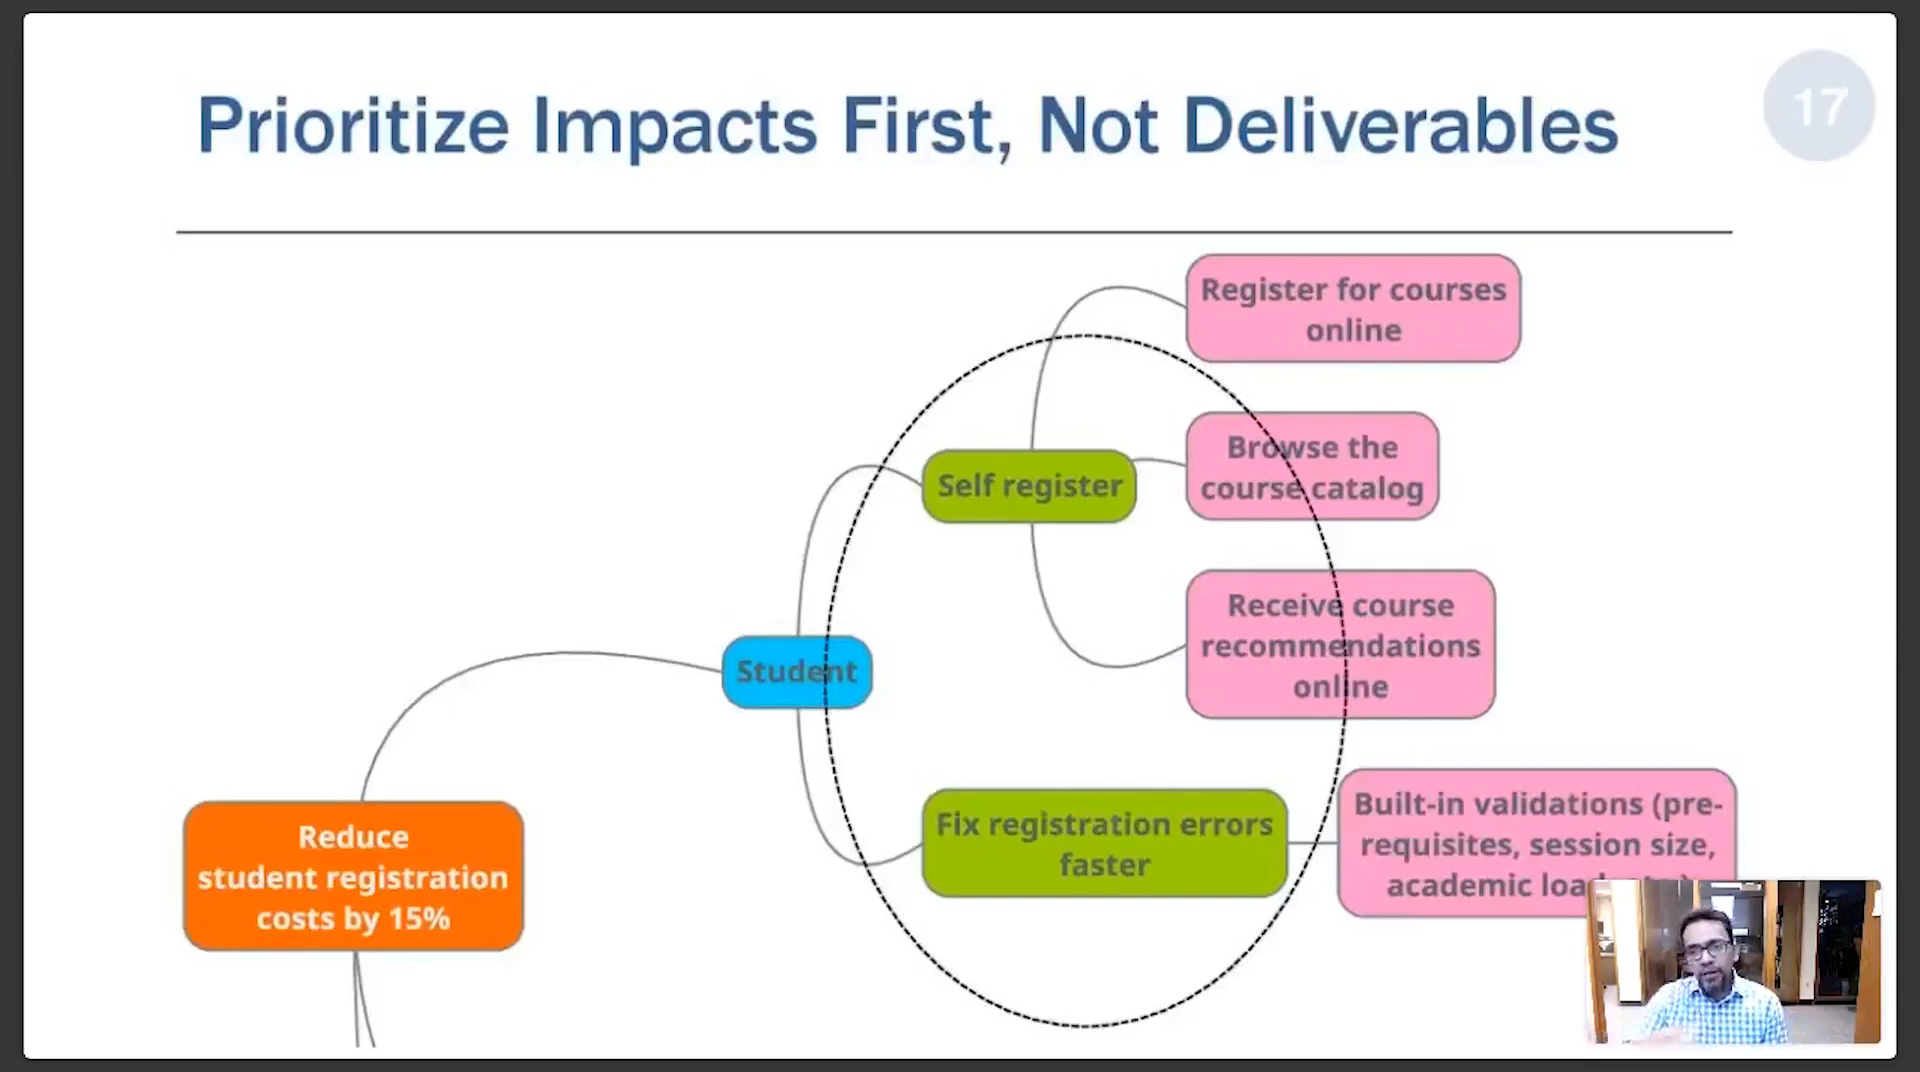 Prioritize Impacts First, Not Deliverables
17
Register for courses
online
Browse the
course catalog
Self register
Receive course
recommendations
online
Student
Fix registration errors
faster
Built-in validations (pre-
requisites, session size,
academic
Reduce
student registration
costs by 15%